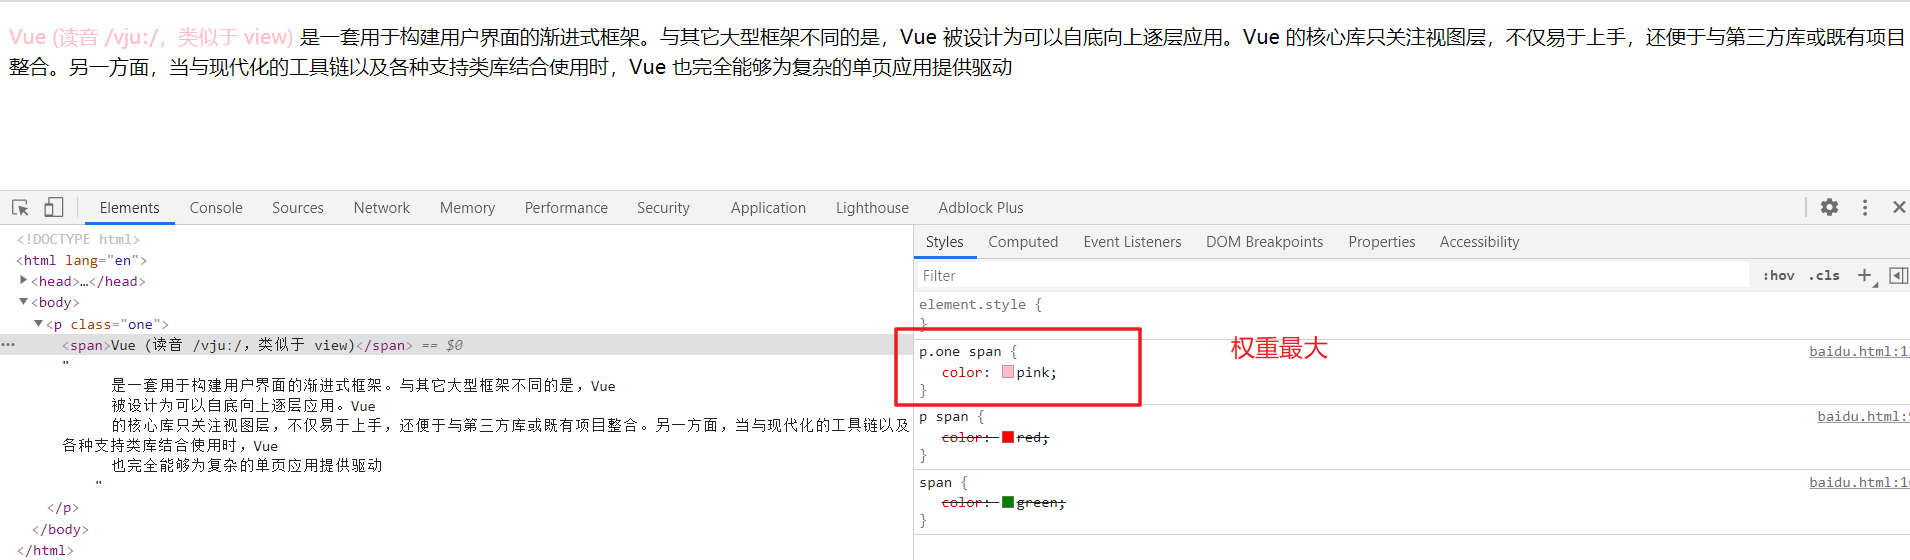 Vue (读音 /vjuː/，类似于 view) 是一套用于构建用户界面的渐进式框架。与其它大型框架不同的是，Vue 被设计为可以自底向上逐层应用。Vue 的核心库只关注视图层，不仅易于上手，还便于与第三方库或既有项目
整合。另一方面，当与现代化的工具链以及各种支持类库结合使用时，Vue 也完全能够为复杂的单页应用提供驱动
Elements Console Sources Network Memory Performance Security Application Lighthouse Adblock Plus
<!DOCTYPE html>
<html lang="en">
<head>…</head>
<body>
<p class="one">
<span>Vue (读音 /vjuː/，类似于 view)</span> == $0
"
是一套用于构建用户界面的渐进式框架。与其它大型框架不同的是，Vue
被设计为可以自底向上逐层应用。Vue
的核心库只关注视图层，不仅易于上手，还便于与第三方库或既有项目整合。另一方面，当与现代化的工具链以及
各种支持类库结合使用时，Vue
也完全能够为复杂的单页应用提供驱动
"
</p>
</body>
</html>
Styles Computed Event Listeners DOM Breakpoints Properties Accessibility
Filter :hov .cls +
element.style {
}
p.one span { baidu.html:1
color: pink;
}
权重最大
p span { baidu.html:
color: red;
}
span { baidu.html:1
color: green;
}